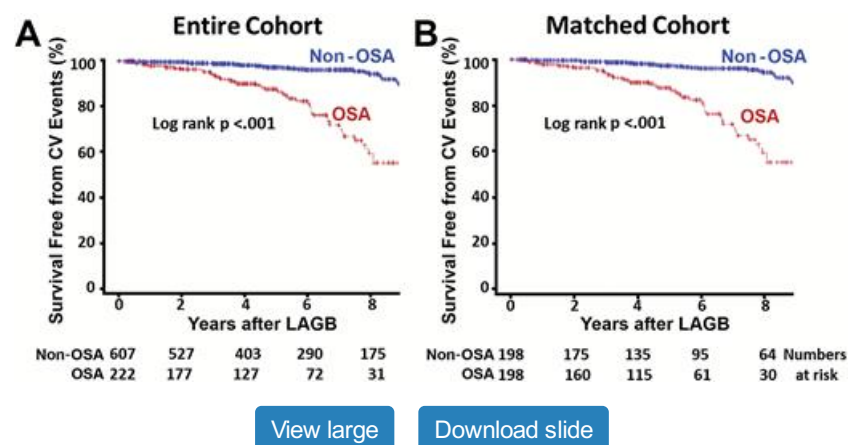 A Entire Cohort
Survival Free from CV Events (%)
100
80
60
40
20
0
Non-OSA
OSA
Log rank p <.001
0 2 4 6 8
Years after LAGB
Non-OSA 607 527 403 290 175
OSA 222 177 127 72 31
B Matched Cohort
Survival Free from CV Events (%)
100
80
60
40
20
0
Non-OSA
OSA
Log rank p <.001
0 2 4 6 8
Years after LAGB
Non-OSA 198 175 135 95 64 Numbers
OSA 198 160 115 61 30 at risk
View large
Download slide